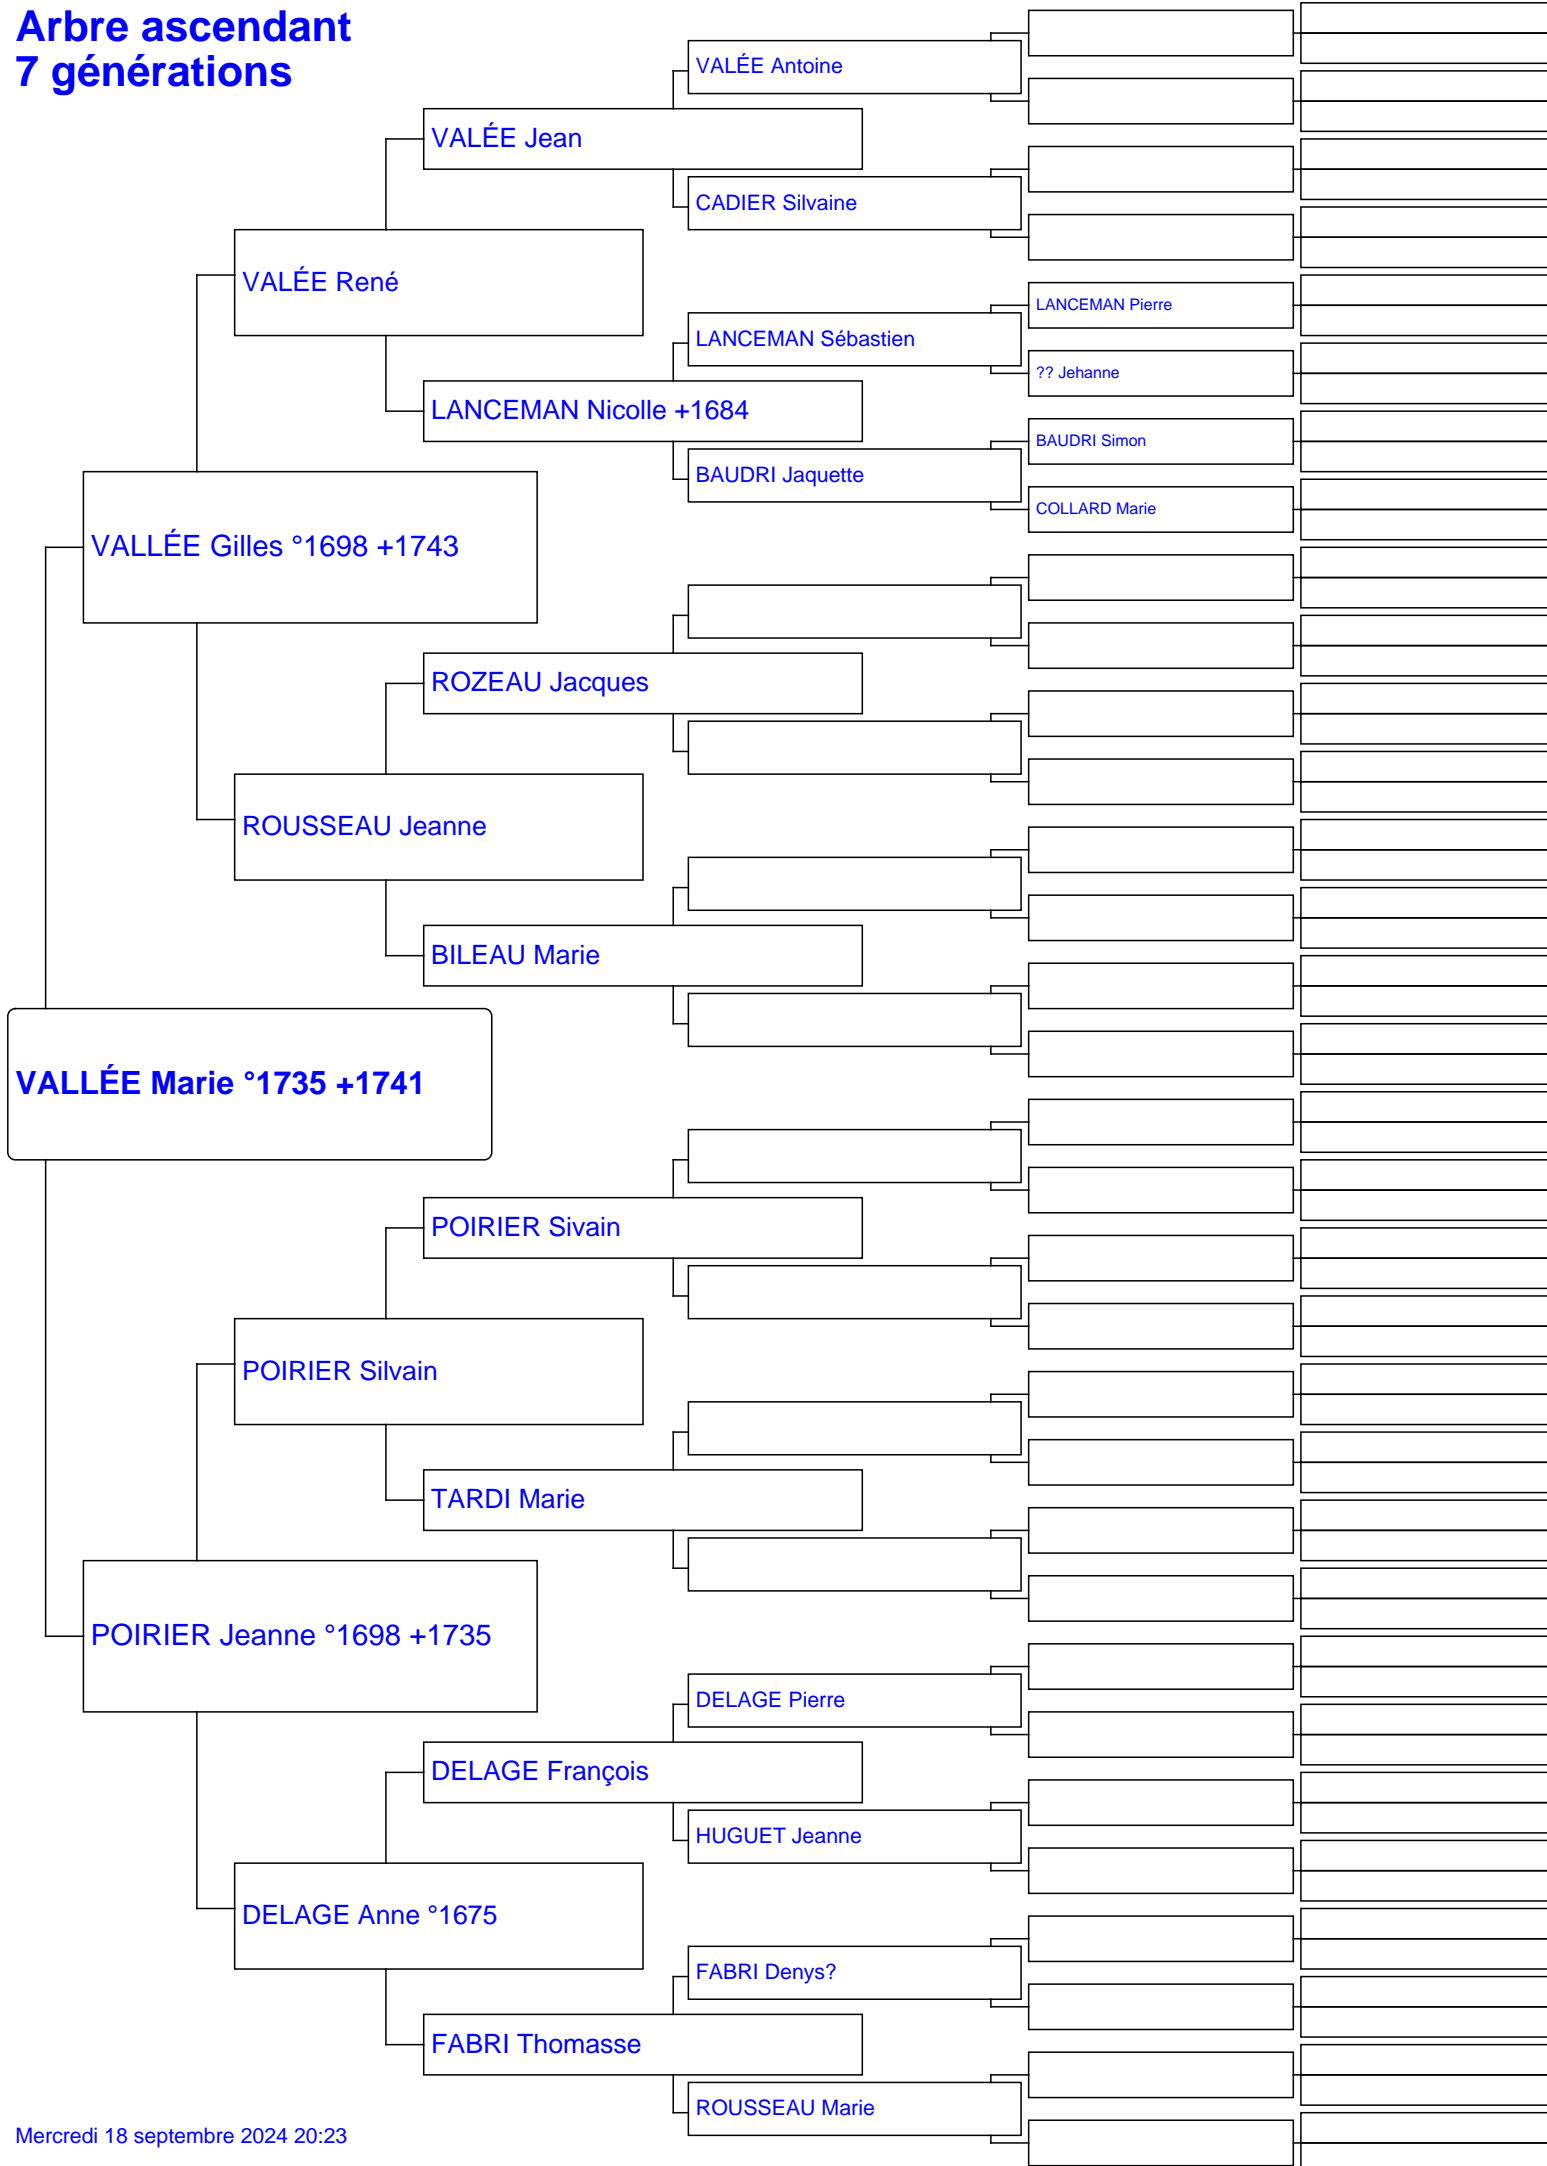 Arbre ascendant
7 générations
VALÉE Antoine
VALÉE Jean
CADIER Silvaine
VALÉE René
LANCEMAN Pierre
LANCEMAN Sébastien
?? Jehanne
LANCEMAN Nicolle +1684
BAUDRI Simon
BAUDRI Jaquette
COLLARD Marie
VALLÉE Gilles °1698 +1743
ROZEAU Jacques
ROUSSEAU Jeanne
BILEAU Marie
VALLÉE Marie °1735 +1741
POIRIER Sivain
POIRIER Silvain
TARDI Marie
POIRIER Jeanne °1698 +1735
DELAGE Pierre
DELAGE François
HUGUET Jeanne
DELAGE Anne °1675
FABRI Denys?
FABRI Thomasse
ROUSSEAU Marie
Mercredi 18 septembre 2024 20:23